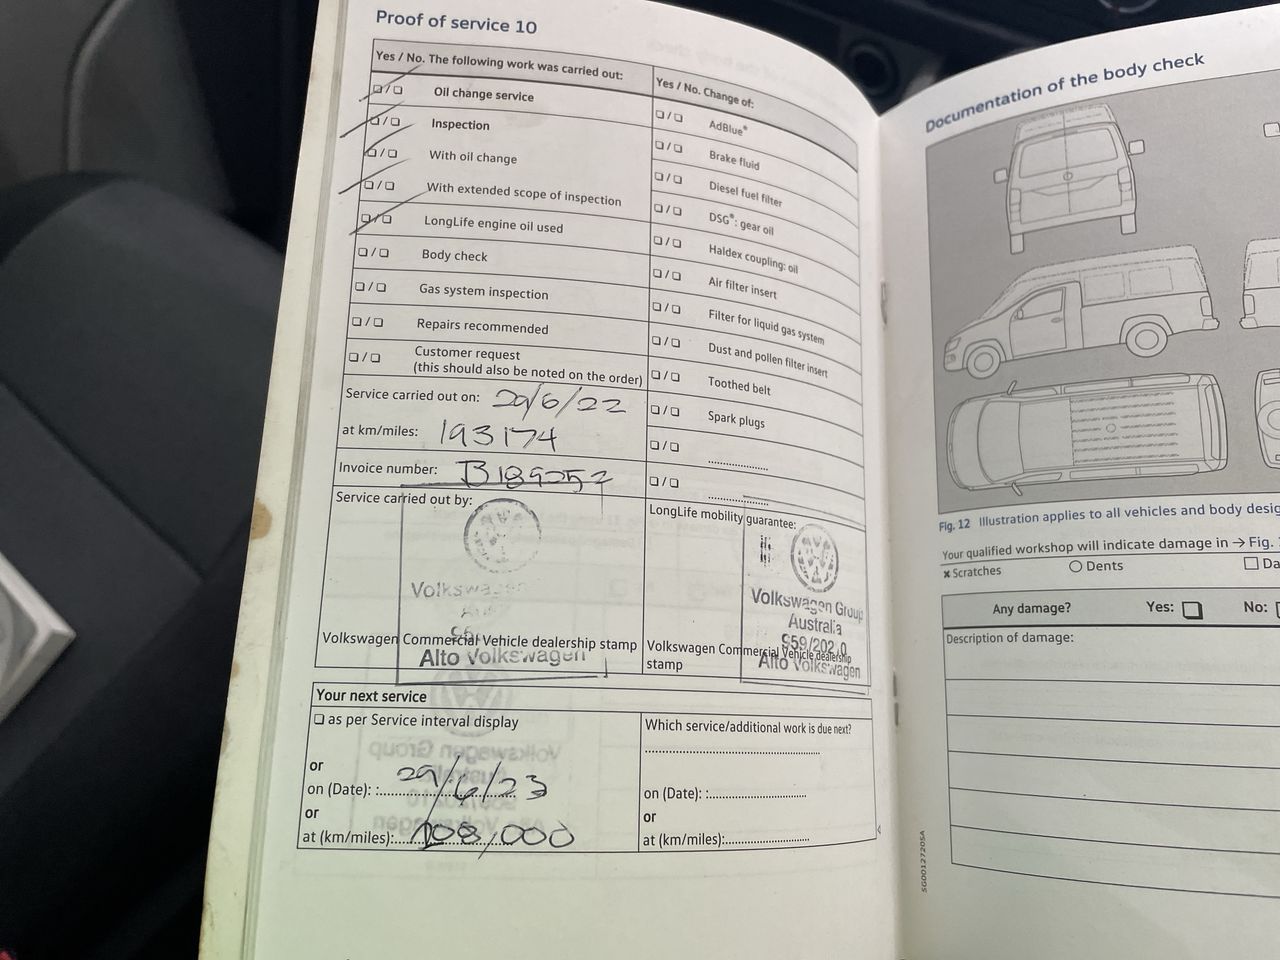 Proof of service 10
Yes / No. The following work was carried out:
❏/❏ Oil change service
❏/❏ Inspection
❏/❏ With oil change
❏/❏ With extended scope of inspection
❏/❏ LongLife engine oil used
❏/❏ Body check
❏/❏ Gas system inspection
❏/❏ Repairs recommended
❏/❏ Customer request
(this should also be noted on the order)
Yes / No. Change of:
❏/❏ AdBlue®
❏/❏ Brake fluid
❏/❏ Diesel fuel filter
❏/❏ DSG®: gear oil
❏/❏ Haldex coupling: oil
❏/❏ Air filter insert
❏/❏ Filter for liquid gas system
❏/❏ Dust and pollen filter insert
❏/❏ Toothed belt
❏/❏ Spark plugs
❏/❏ ....................
❏/❏ ....................
Service carried out on: 29/6/22
at km/miles: 193174
Invoice number:
Service carried out by:
Volkswagen
Volkswagen Commercial Vehicle dealership stamp
Alto Volkswagen
LongLife mobility guarantee:
Volkswagen Group
Australia
Volkswagen Commercial Vehicle dealership
stamp
Alto Volkswagen
Your next service
❏ as per Service interval display
or
on (Date): :29/6/23
or
at (km/miles): 208,000
Which service/additional work is due next?
on (Date): :....................
or
at (km/miles):....................
Documentation of the body check
Fig. 12 Illustration applies to all vehicles and body desig
Your qualified workshop will indicate damage in → Fig.
× Scratches
○ Dents
❏ Da
Any damage? Yes: ❏ No:
Description of damage:
SG00127205A